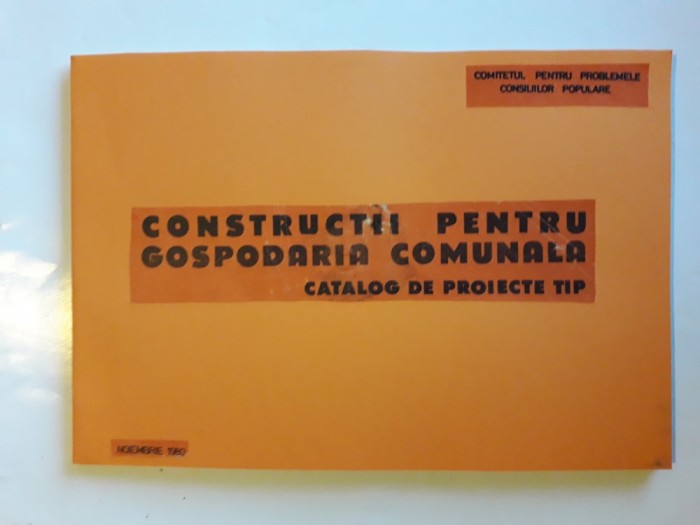 COMITETUL PENTRU PROBLEMELE
CONSILIILOR POPULARE
CONSTRUCTII PENTRU
GOSPODARIA COMUNALA
CATALOG DE PROIECTE TIP
NOIEMBRIE 1980